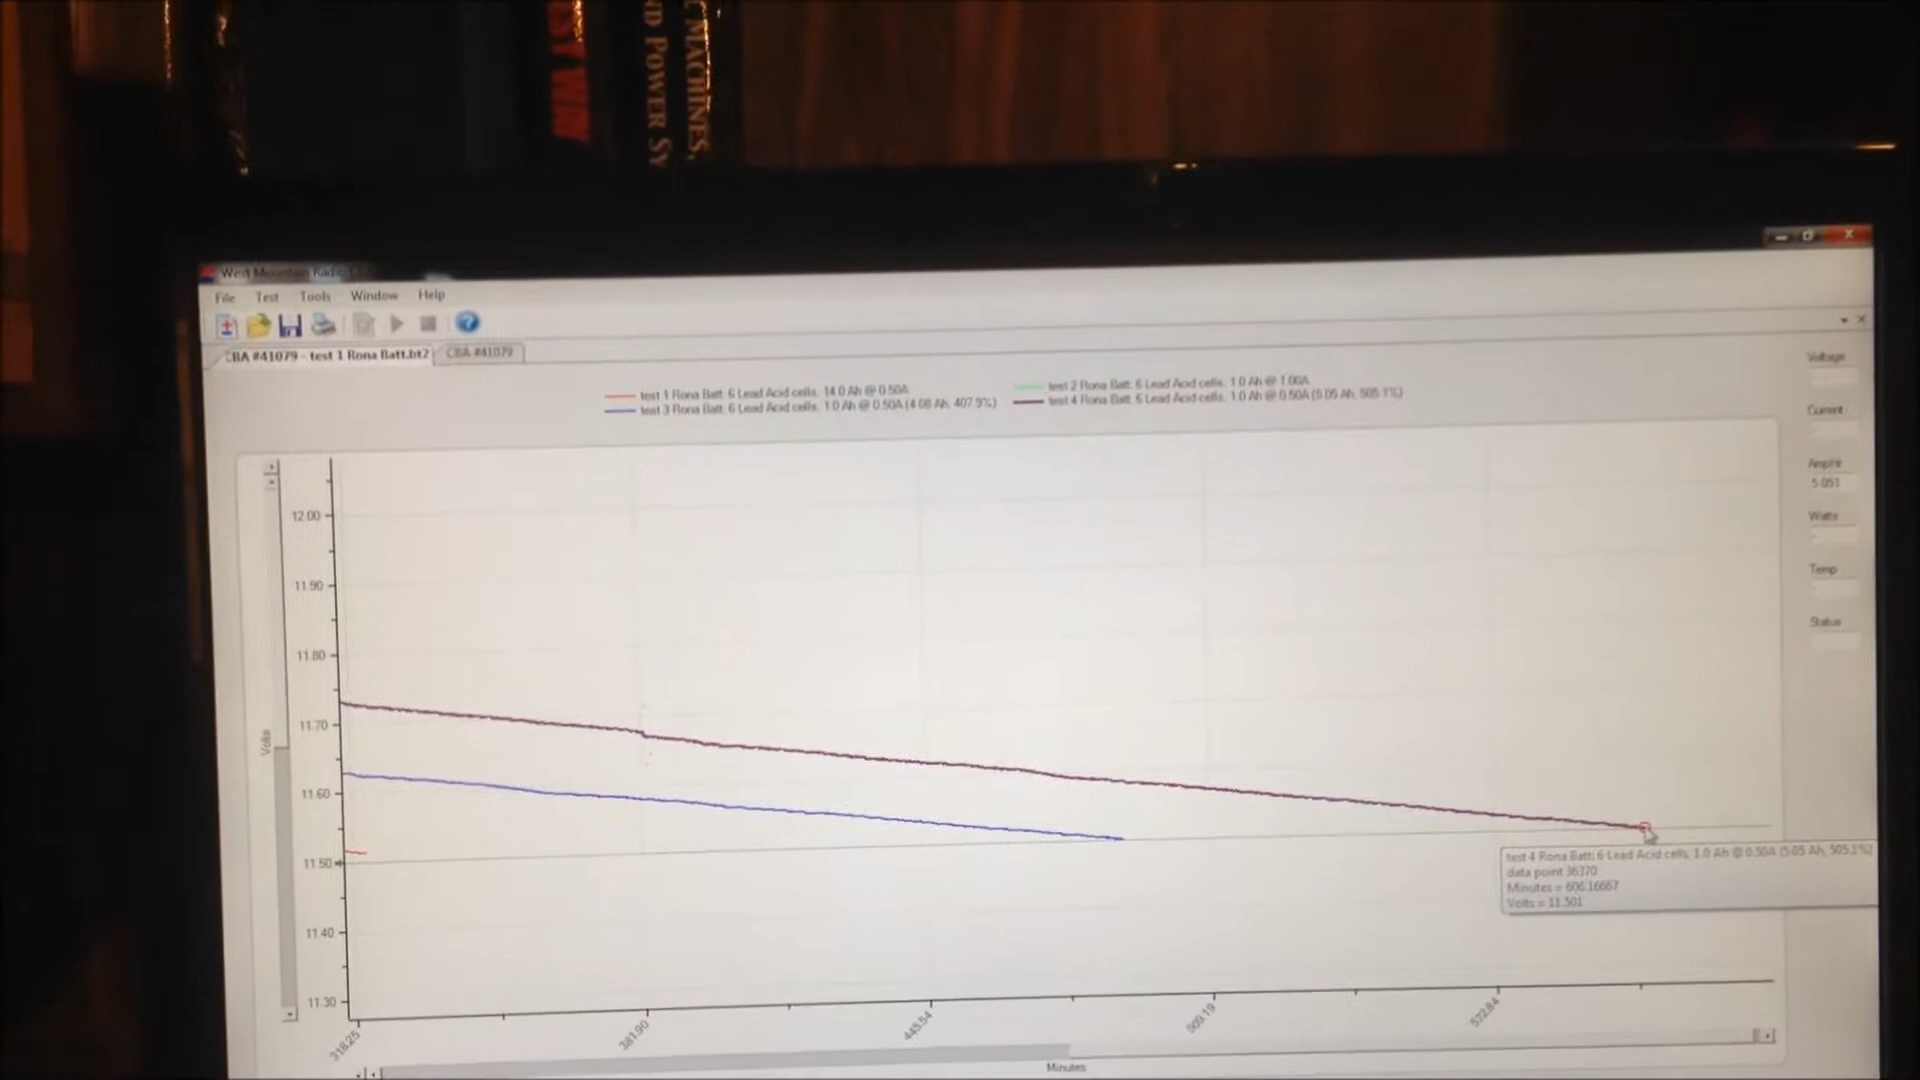 ST WIN
ND POWER SY
MACHINES,
West Mountain Radio
File Test Tools Window Help
CBA #41079 - test 1 Rona Batt.bt2
CBA #41079
test 1 Rona Batt: 6 Lead Acid cells, 14.0 Ah @ 0.50A
test 2 Rona Batt: 6 Lead Acid cells, 1.0 Ah @ 1.00A
test 3 Rona Batt: 6 Lead Acid cells, 1.0 Ah @ 0.50A (4.08 Ah, 407.9%)
test 4 Rona Batt: 6 Lead Acid cells, 1.0 Ah @ 0.50A (5.05 Ah, 505.1%)
Voltage
Current
AmpHr
5.051
Watts
Temp
Status
Volts
12.00
11.90
11.80
11.70
11.60
11.50
11.40
11.30
test 4 Rona Batt: 6 Lead Acid cells, 1.0 Ah @ 0.50A (5.05 Ah, 505.1%)
data point 36370
Minutes = 606.16667
Volts = 11.501
318.25
381.90
445.54
509.19
572.84
Minutes